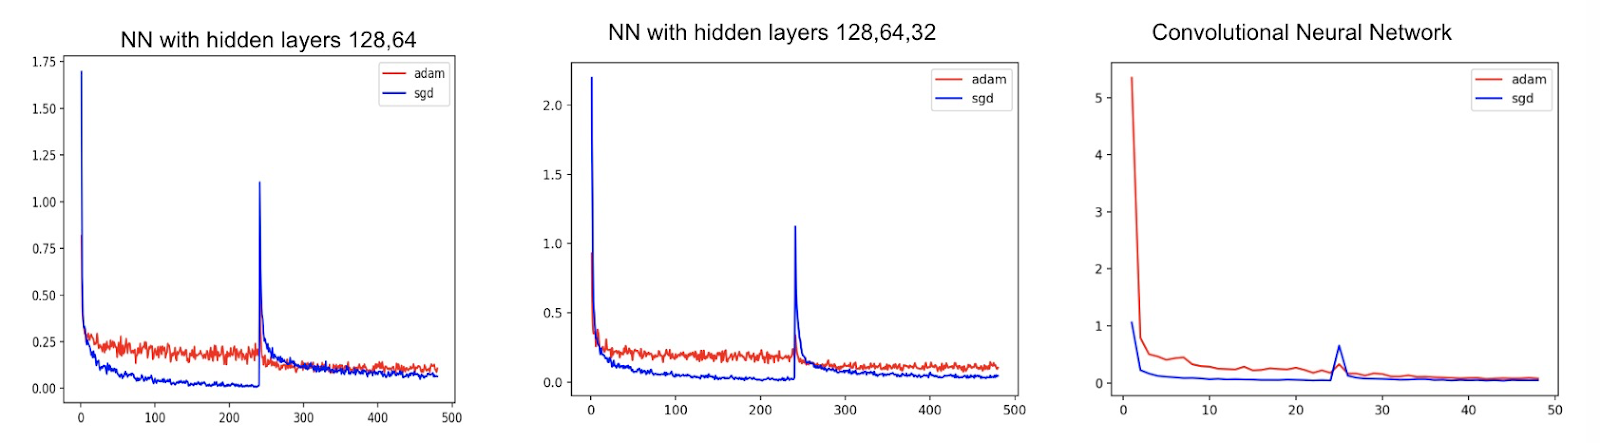 NN with hidden layers 128,64
adam
sgd
1.75
1.50
1.25
1.00
0.75
0.50
0.25
0.00
0 100 200 300 400 500
NN with hidden layers 128,64,32
adam
sgd
2.0
1.5
1.0
0.5
0.0
0 100 200 300 400 500
Convolutional Neural Network
adam
sgd
5
4
3
2
1
0
0 10 20 30 40 50